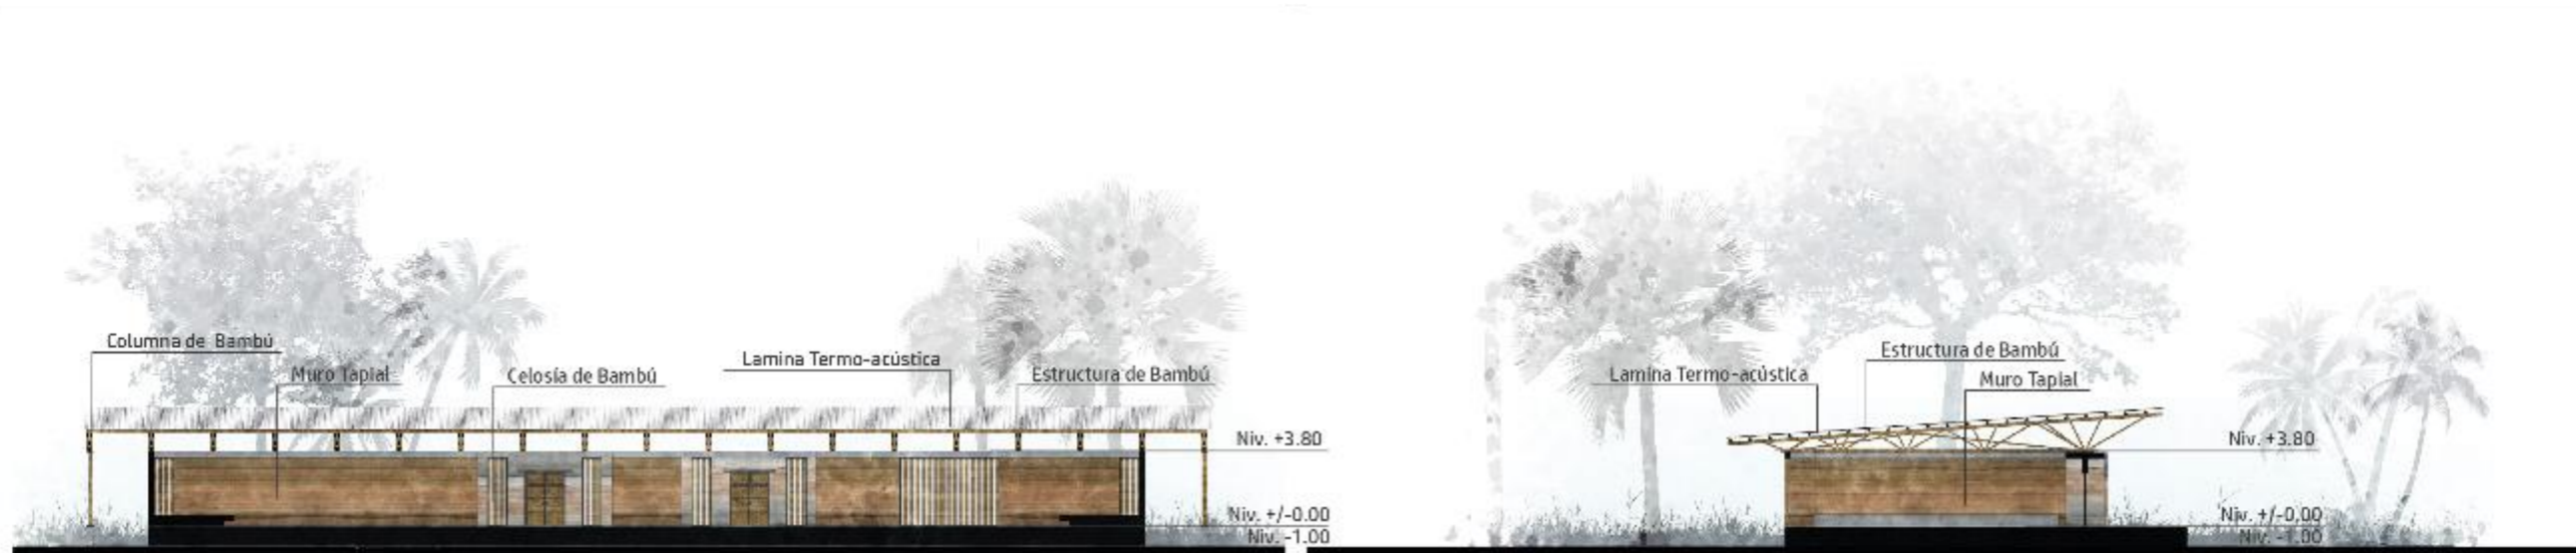 Columna de Bambú
Muro Tapial
Celosía de Bambú
Lamina Termo-acústica
Estructura de Bambú
Niv. +3.80
Niv. +/-0.00
Niv. -1.00
Estructura de Bambú
Lamina Termo-acústica
Muro Tapial
Niv. +3.80
Niv. +/-0.00
Niv. -1.00